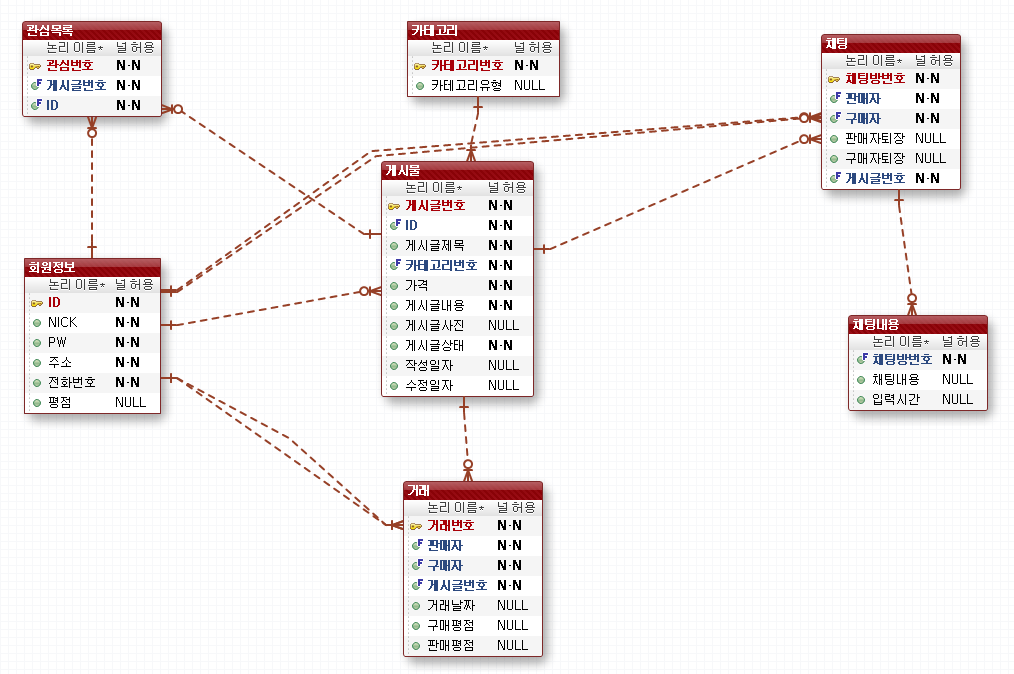 관심목록
논리 이름* 널 허용
관심번호 N-N
게시글번호 N-N
ID N-N
카테고리
논리 이름* 널 허용
카테고리번호 N-N
카테고리유형 NULL
채팅
논리 이름* 널 허용
채팅방번호 N-N
판매자 N-N
구매자 N-N
판매자퇴장 NULL
구매자퇴장 NULL
게시글번호 N-N
게시물
논리 이름* 널 허용
게시글번호 N-N
ID N-N
게시글제목 N-N
카테고리번호 N-N
가격 N-N
게시글내용 N-N
게시글사진 NULL
게시글상태 N-N
작성일자 NULL
수정일자 NULL
회원정보
논리 이름* 널 허용
ID N-N
NICK N-N
PW N-N
주소 N-N
전화번호 N-N
평점 NULL
채팅내용
논리 이름* 널 허용
채팅방번호 N-N
채팅내용 NULL
입력시간 NULL
거래
논리 이름* 널 허용
거래번호 N-N
판매자 N-N
구매자 N-N
게시글번호 N-N
거래날짜 NULL
구매평점 NULL
판매평점 NULL